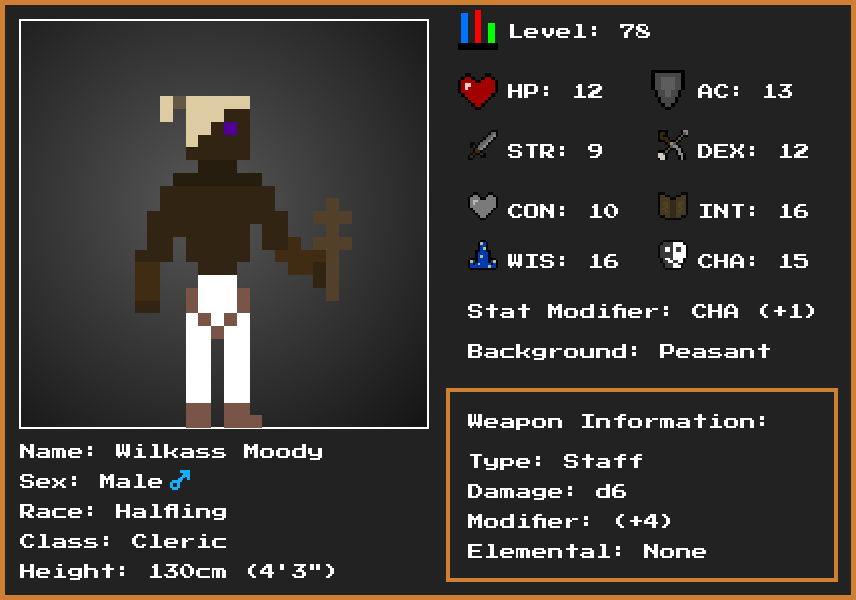 Level: 78
HP: 12 AC: 13
STR: 9 DEX: 12
CON: 10 INT: 16
WIS: 16 CHA: 15
Stat Modifier: CHA (+1)
Background: Peasant
Weapon Information:
Type: Staff
Damage: d6
Modifier: (+4)
Elemental: None
Name: Wilkass Moody
Sex: Male♂
Race: Halfling
Class: Cleric
Height: 130cm (4'3")